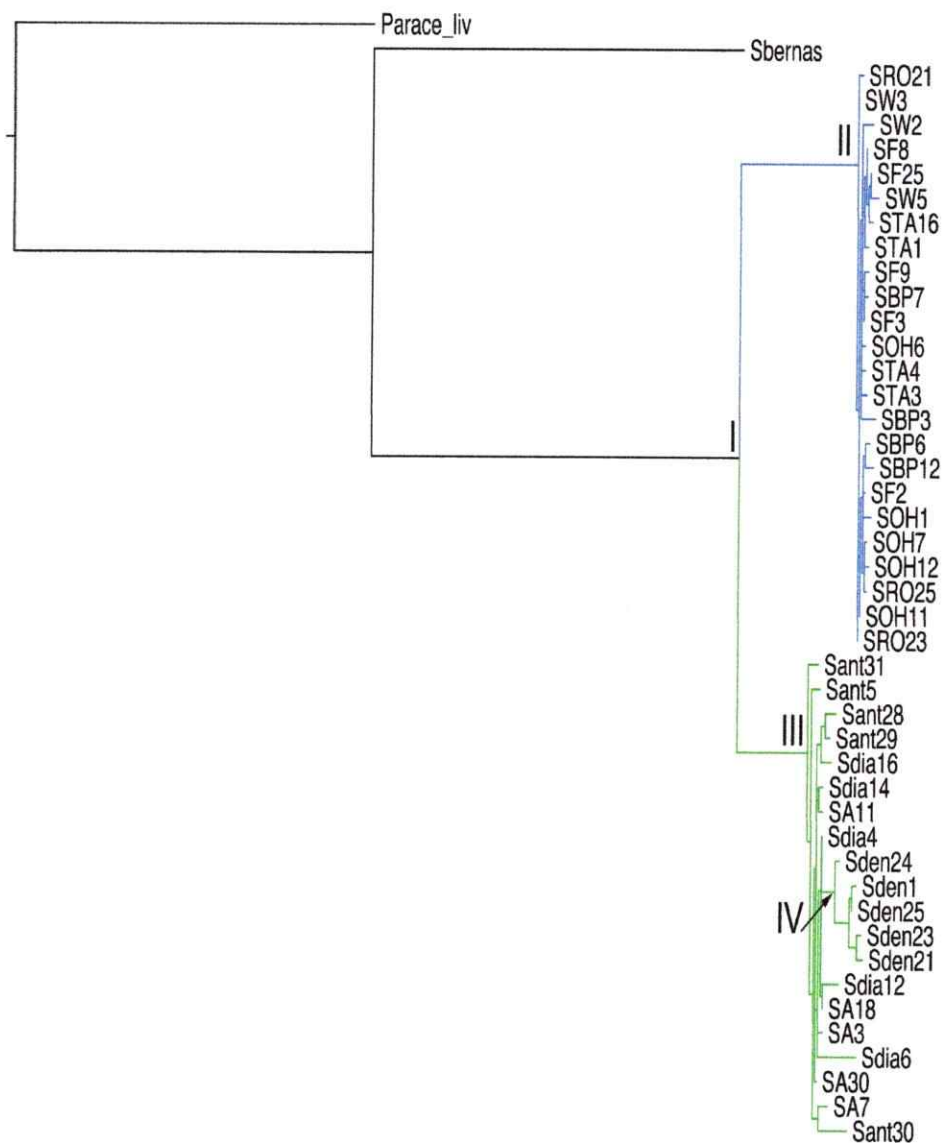 Parace_liv
Sbernas
SRO21
SW3
SW2
II
SF8
SF25
SW5
STA16
STA1
SF9
SBP7
SF3
SOH6
STA4
STA3
SBP3
I
SBP6
SBP12
SF2
SOH1
SOH7
SOH12
SRO25
SOH11
SRO23
Sant31
Sant5
Sant28
III
Sant29
Sdia16
Sdia14
SA11
Sdia4
Sden24
Sden1
IV
Sden25
Sden23
Sden21
Sdia12
SA18
SA3
Sdia6
SA30
SA7
Sant30